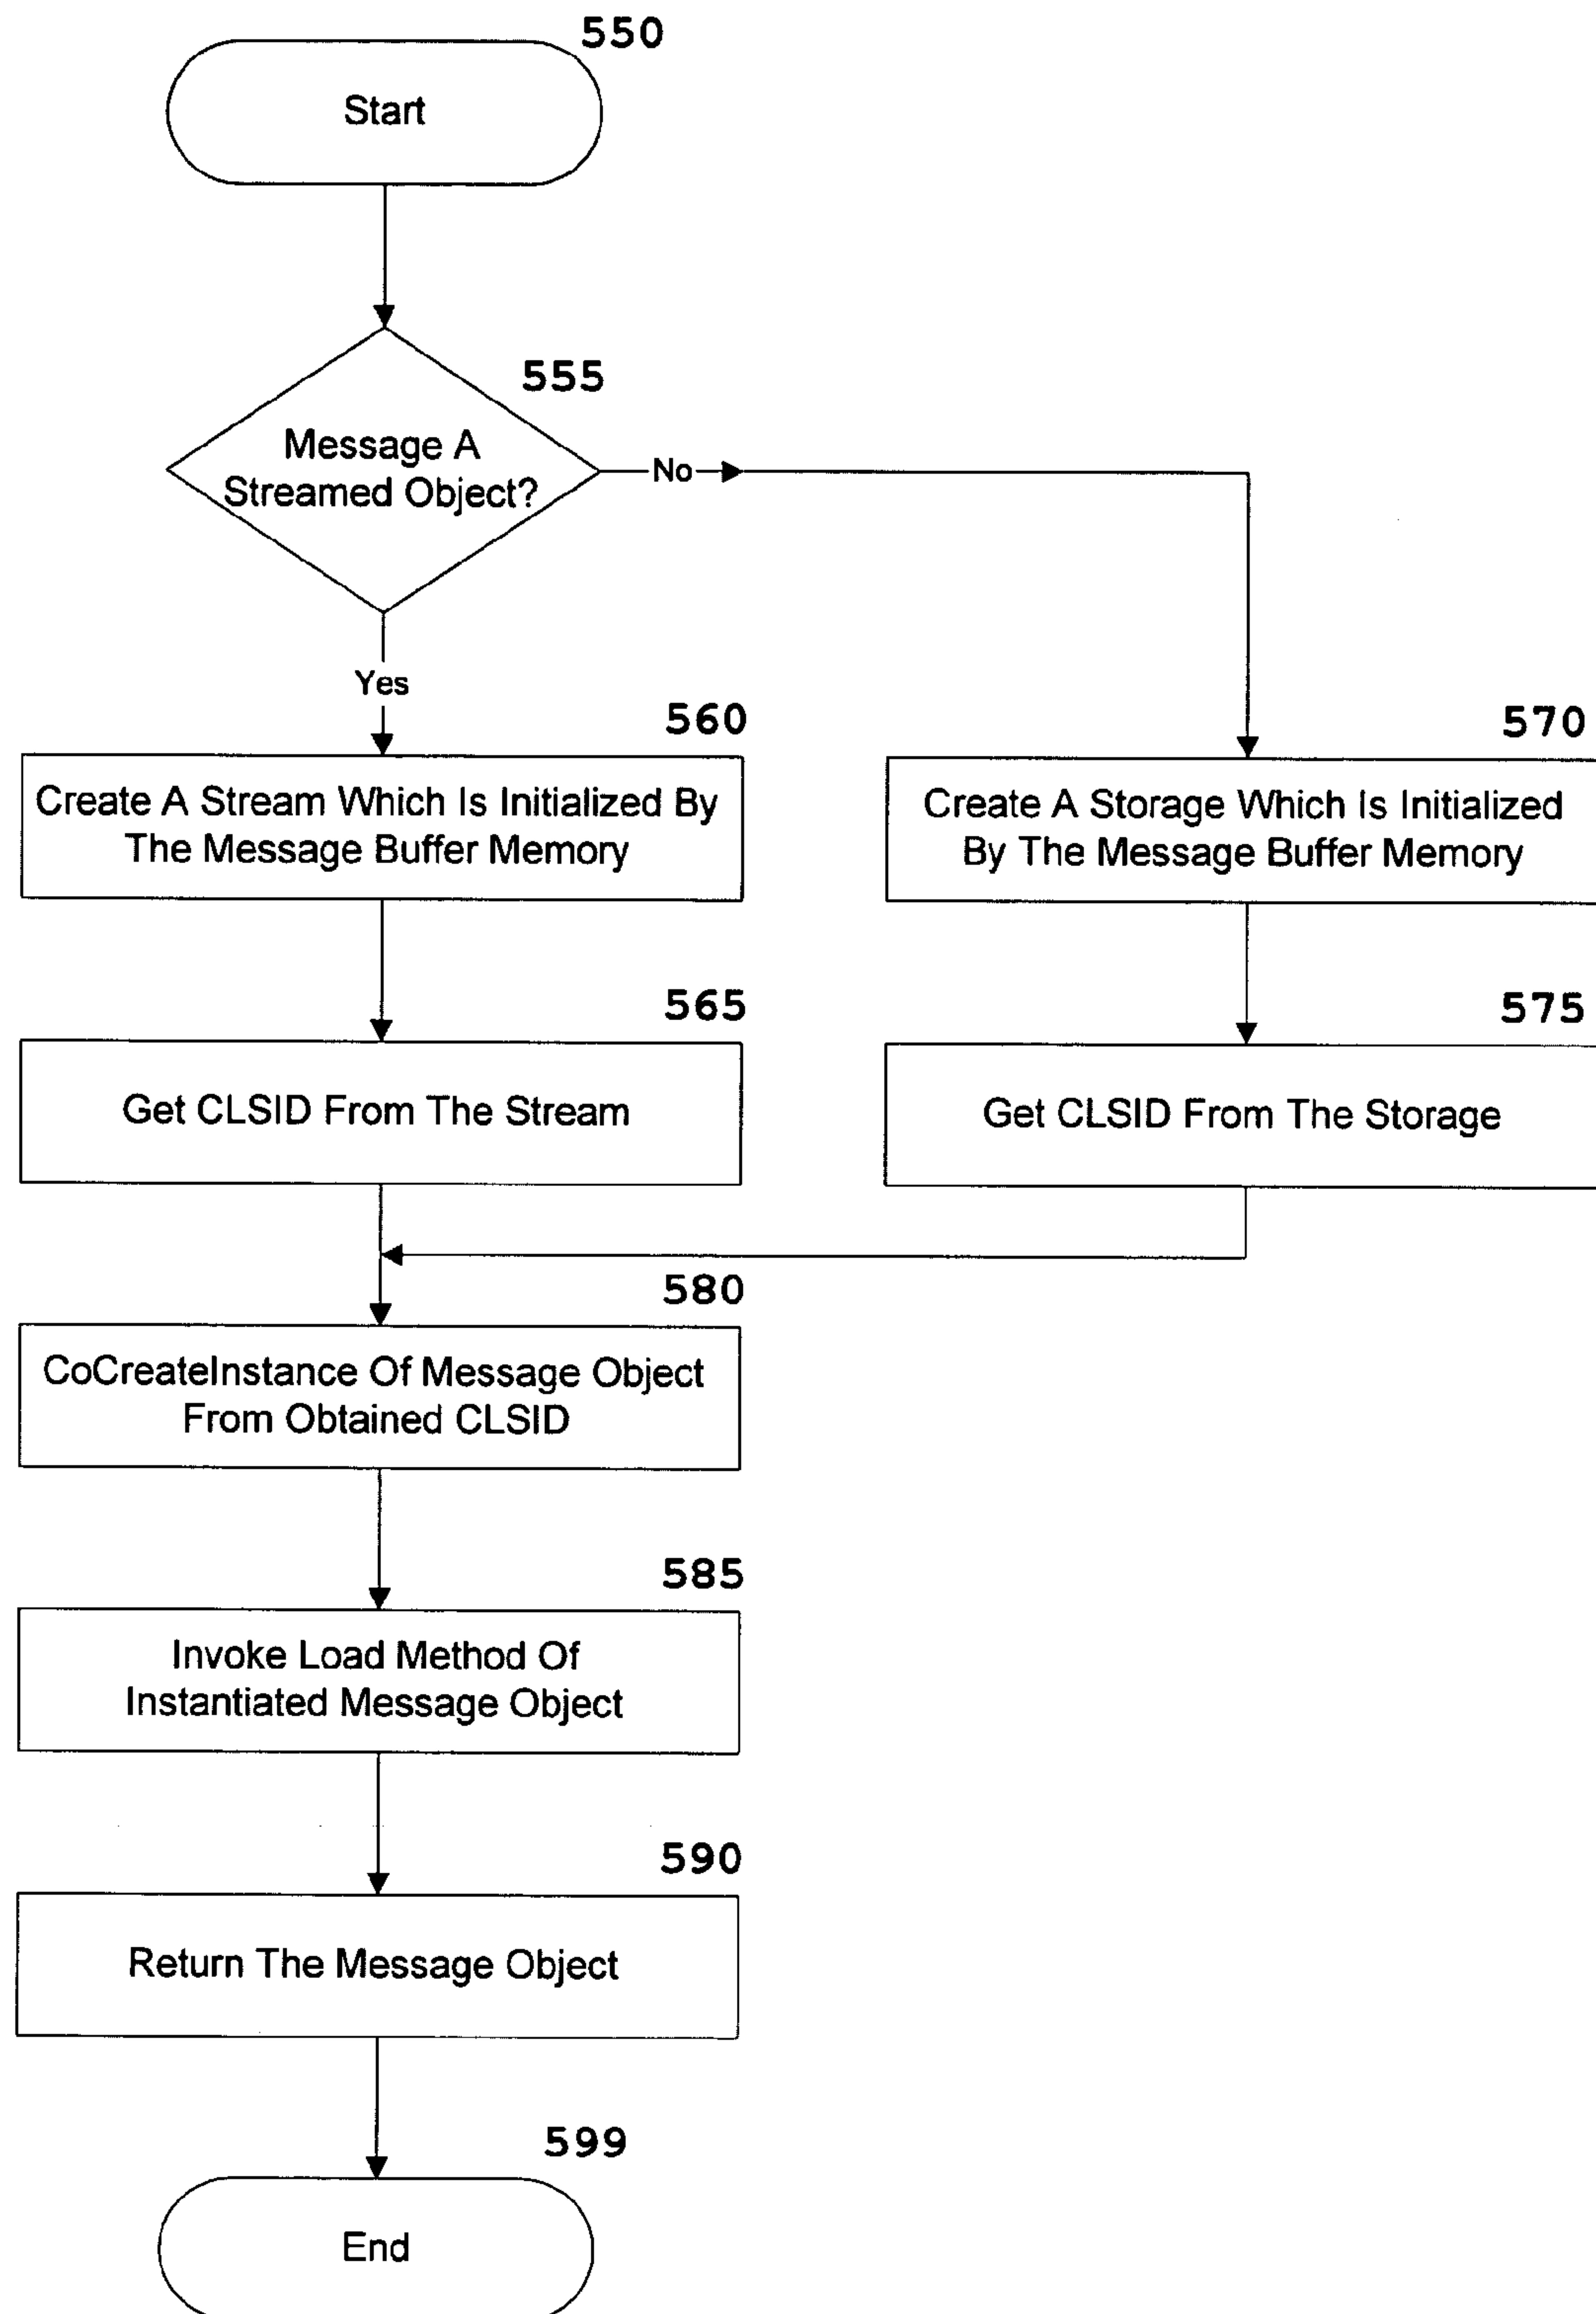 550
Start
555
Message A
Streamed Object?
No
Yes
560
Create A Stream Which Is Initialized By
The Message Buffer Memory
570
Create A Storage Which Is Initialized
By The Message Buffer Memory
565
Get CLSID From The Stream
575
Get CLSID From The Storage
580
CoCreateInstance Of Message Object
From Obtained CLSID
585
Invoke Load Method Of
Instantiated Message Object
590
Return The Message Object
599
End